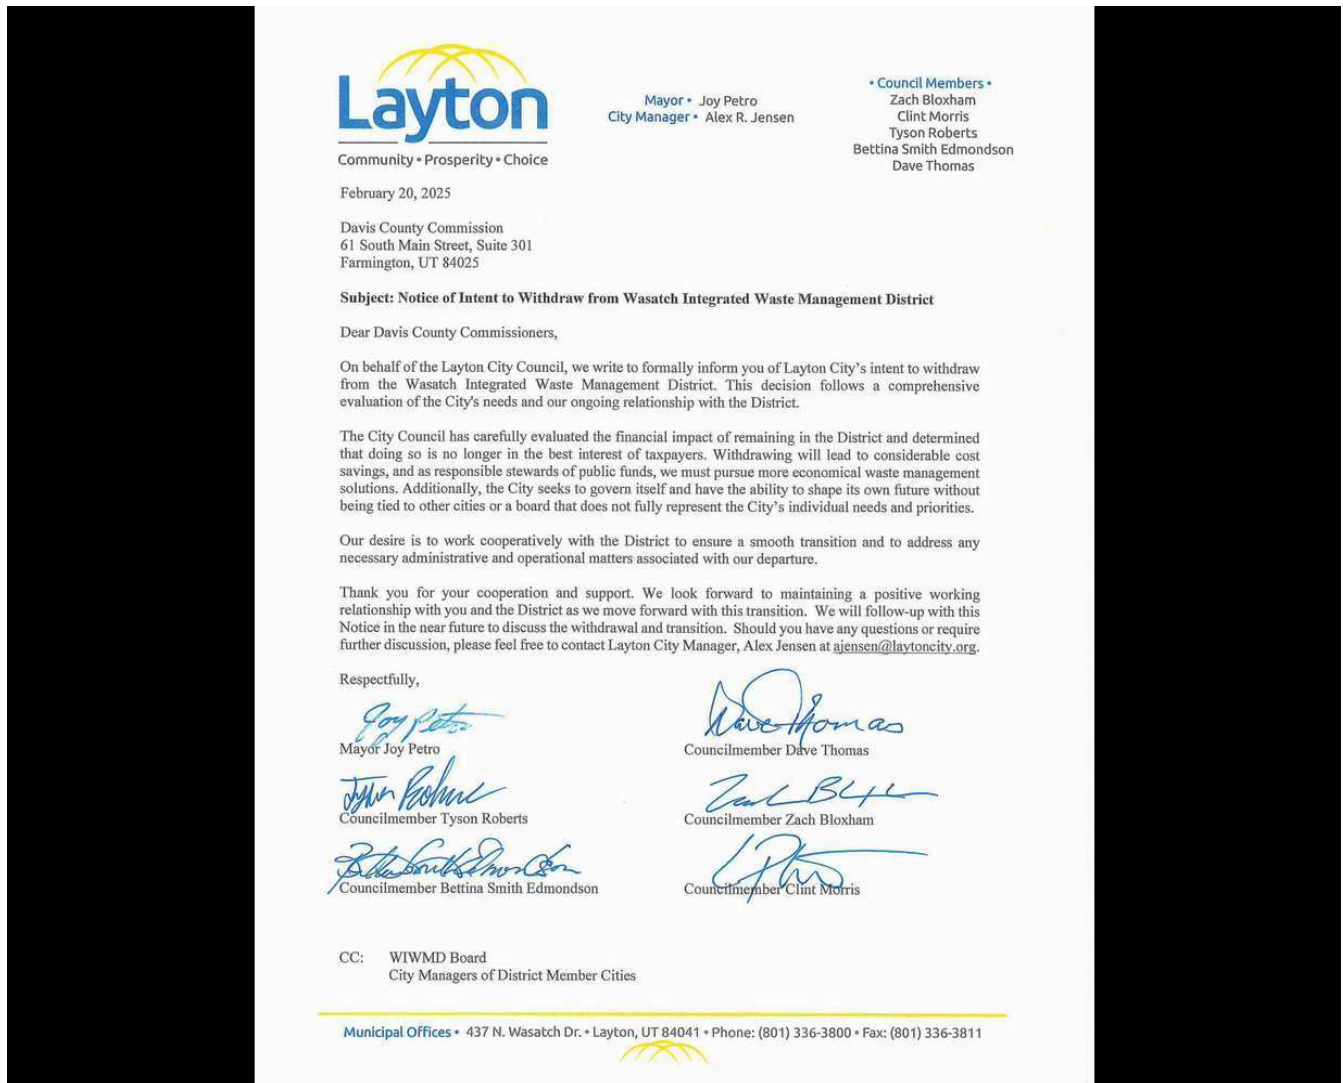 Layton
Community • Prosperity • Choice
Mayor • Joy Petro
City Manager • Alex R. Jensen
• Council Members •
Zach Bloxham
Clint Morris
Tyson Roberts
Bettina Smith Edmondson
Dave Thomas
February 20, 2025
Davis County Commission
61 South Main Street, Suite 301
Farmington, UT 84025
Subject: Notice of Intent to Withdraw from Wasatch Integrated Waste Management District
Dear Davis County Commissioners,
On behalf of the Layton City Council, we write to formally inform you of Layton City’s intent to withdraw
from the Wasatch Integrated Waste Management District. This decision follows a comprehensive
evaluation of the City's needs and our ongoing relationship with the District.
The City Council has carefully evaluated the financial impact of remaining in the District and determined
that doing so is no longer in the best interest of taxpayers. Withdrawing will lead to considerable cost
savings, and as responsible stewards of public funds, we must pursue more economical waste management
solutions. Additionally, the City seeks to govern itself and have the ability to shape its own future without
being tied to other cities or a board that does not fully represent the City’s individual needs and priorities.
Our desire is to work cooperatively with the District to ensure a smooth transition and to address any
necessary administrative and operational matters associated with our departure.
Thank you for your cooperation and support. We look forward to maintaining a positive working
relationship with you and the District as we move forward with this transition. We will follow-up with this
Notice in the near future to discuss the withdrawal and transition. Should you have any questions or require
further discussion, please feel free to contact Layton City Manager, Alex Jensen at ajensen@laytoncity.org.
Respectfully,
Joy Petro
Mayor Joy Petro
Dave Thomas
Councilmember Dave Thomas
Councilmember Tyson Roberts
Councilmember Zach Bloxham
Councilmember Bettina Smith Edmondson
Councilmember Clint Morris
CC: WIWMD Board
City Managers of District Member Cities
Municipal Offices • 437 N. Wasatch Dr. • Layton, UT 84041 • Phone: (801) 336-3800 • Fax: (801) 336-3811